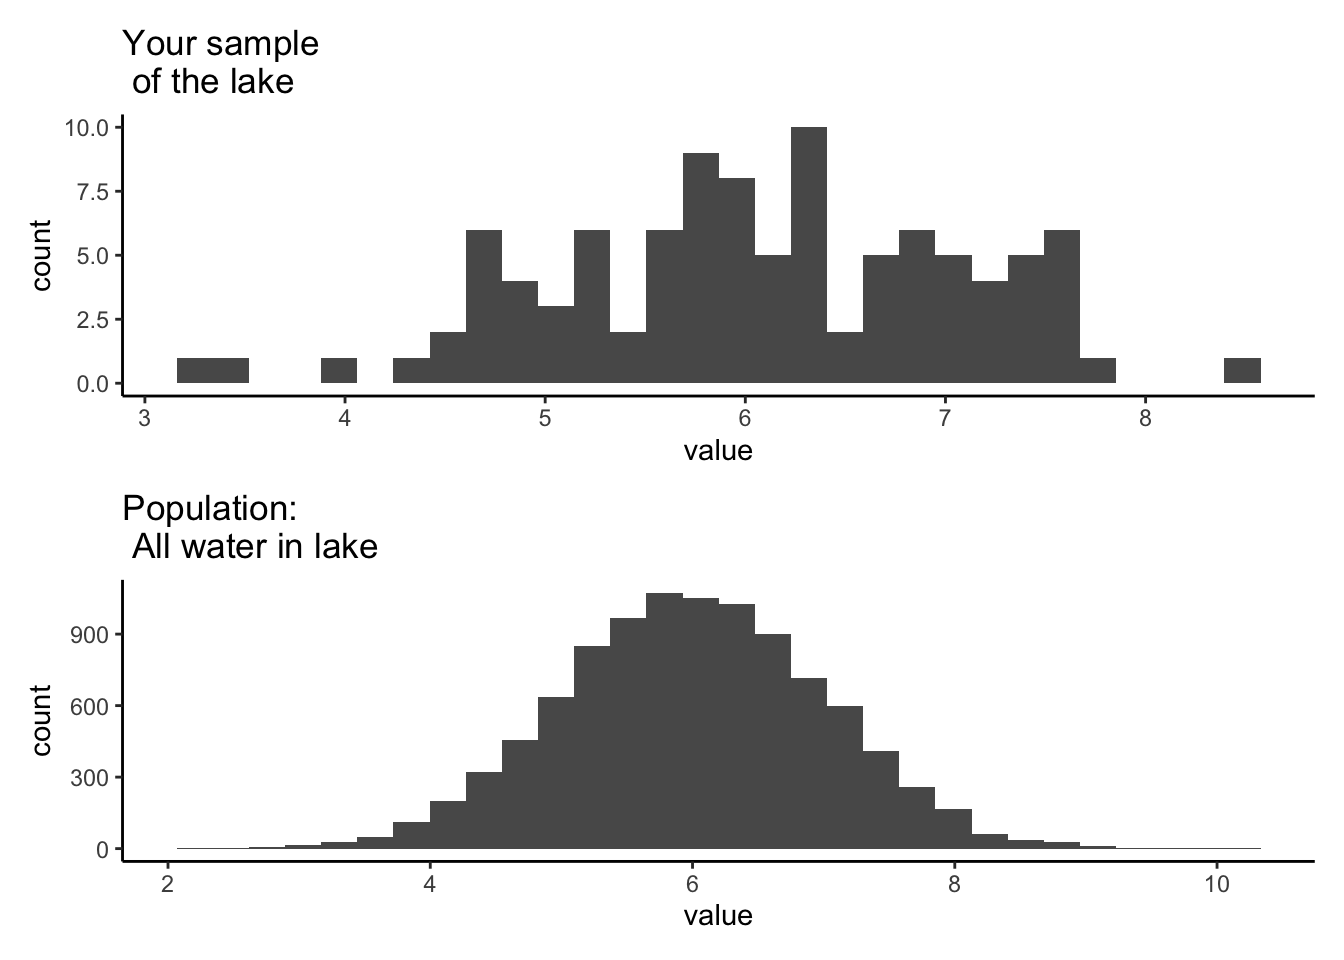 Your sample
of the lake
10.0
7.5
5.0
2.5
0.0
count
3 4 5 6 7 8
value
Population:
All water in lake
900
600
300
0
count
2 4 6 8 10
value